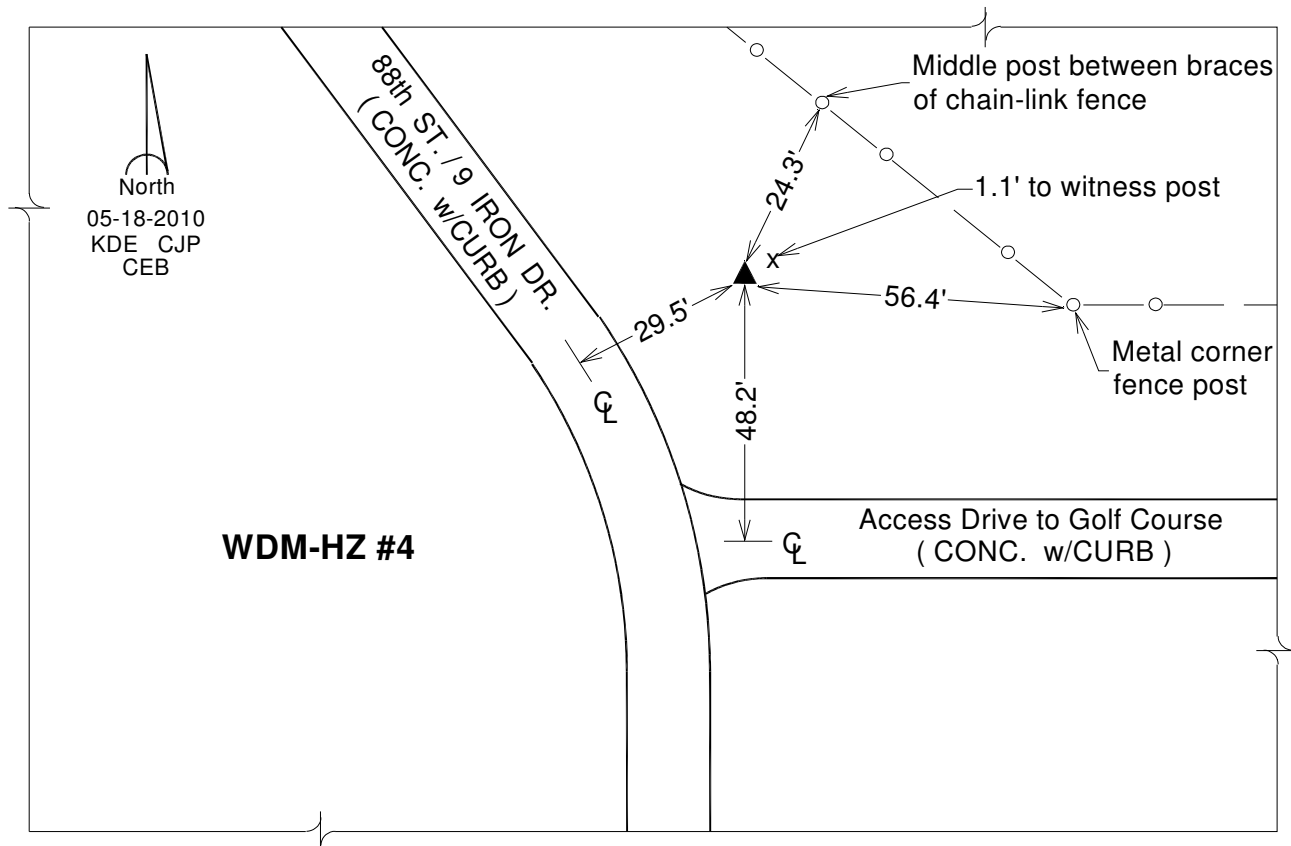 Middle post between braces
of chain-link fence
88th ST. / 9 IRON DR.
( CONC. w/CURB )
North
05-18-2010
KDE CJP
CEB
24.3'
1.1' to witness post
x
56.4'
29.5'
48.2'
Metal corner
fence post
℄
WDM-HZ #4
Access Drive to Golf Course
( CONC. w/CURB )
℄